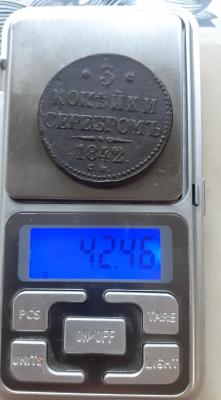 3
КОПѢЙКИ
СЕРЕБРОМЪ
1842.
42.46
g
PCS
TARE
ON/OFF
UNITS
LIGHT